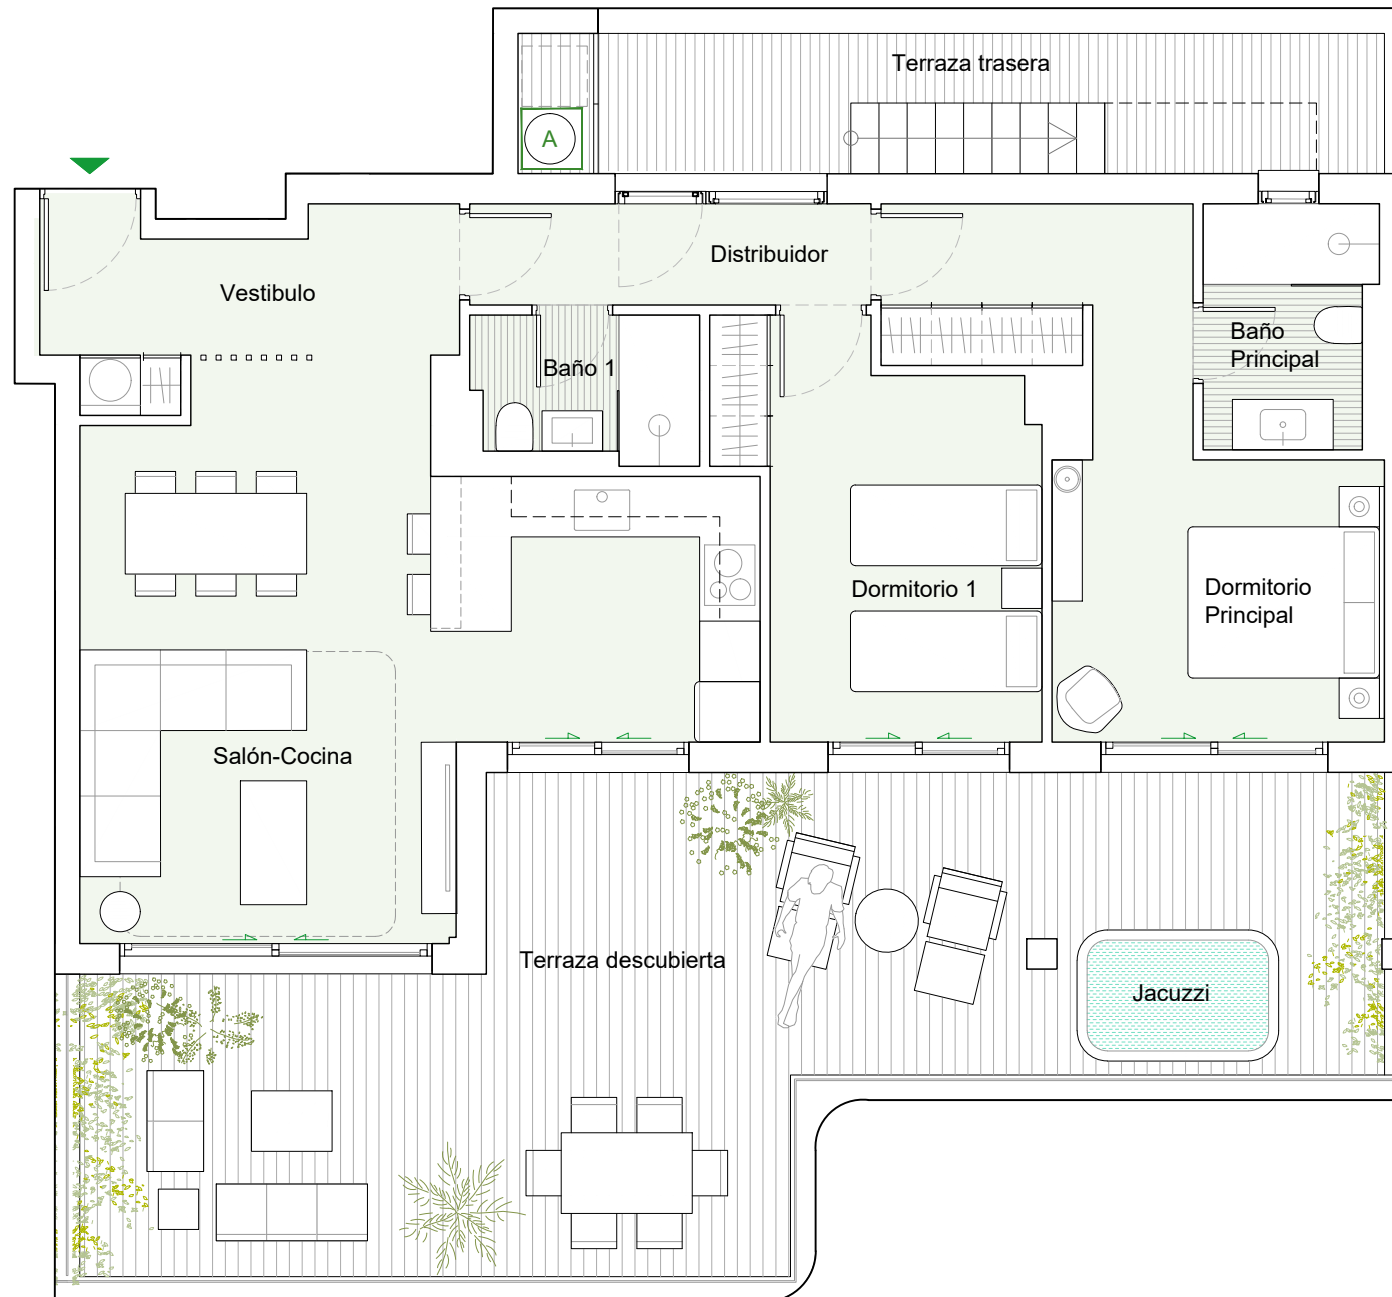 Terraza trasera
A
Distribuidor
Vestibulo
Baño
Principal
Baño 1
Dormitorio 1
Dormitorio
Principal
Salón-Cocina
Terraza descubierta
Jacuzzi